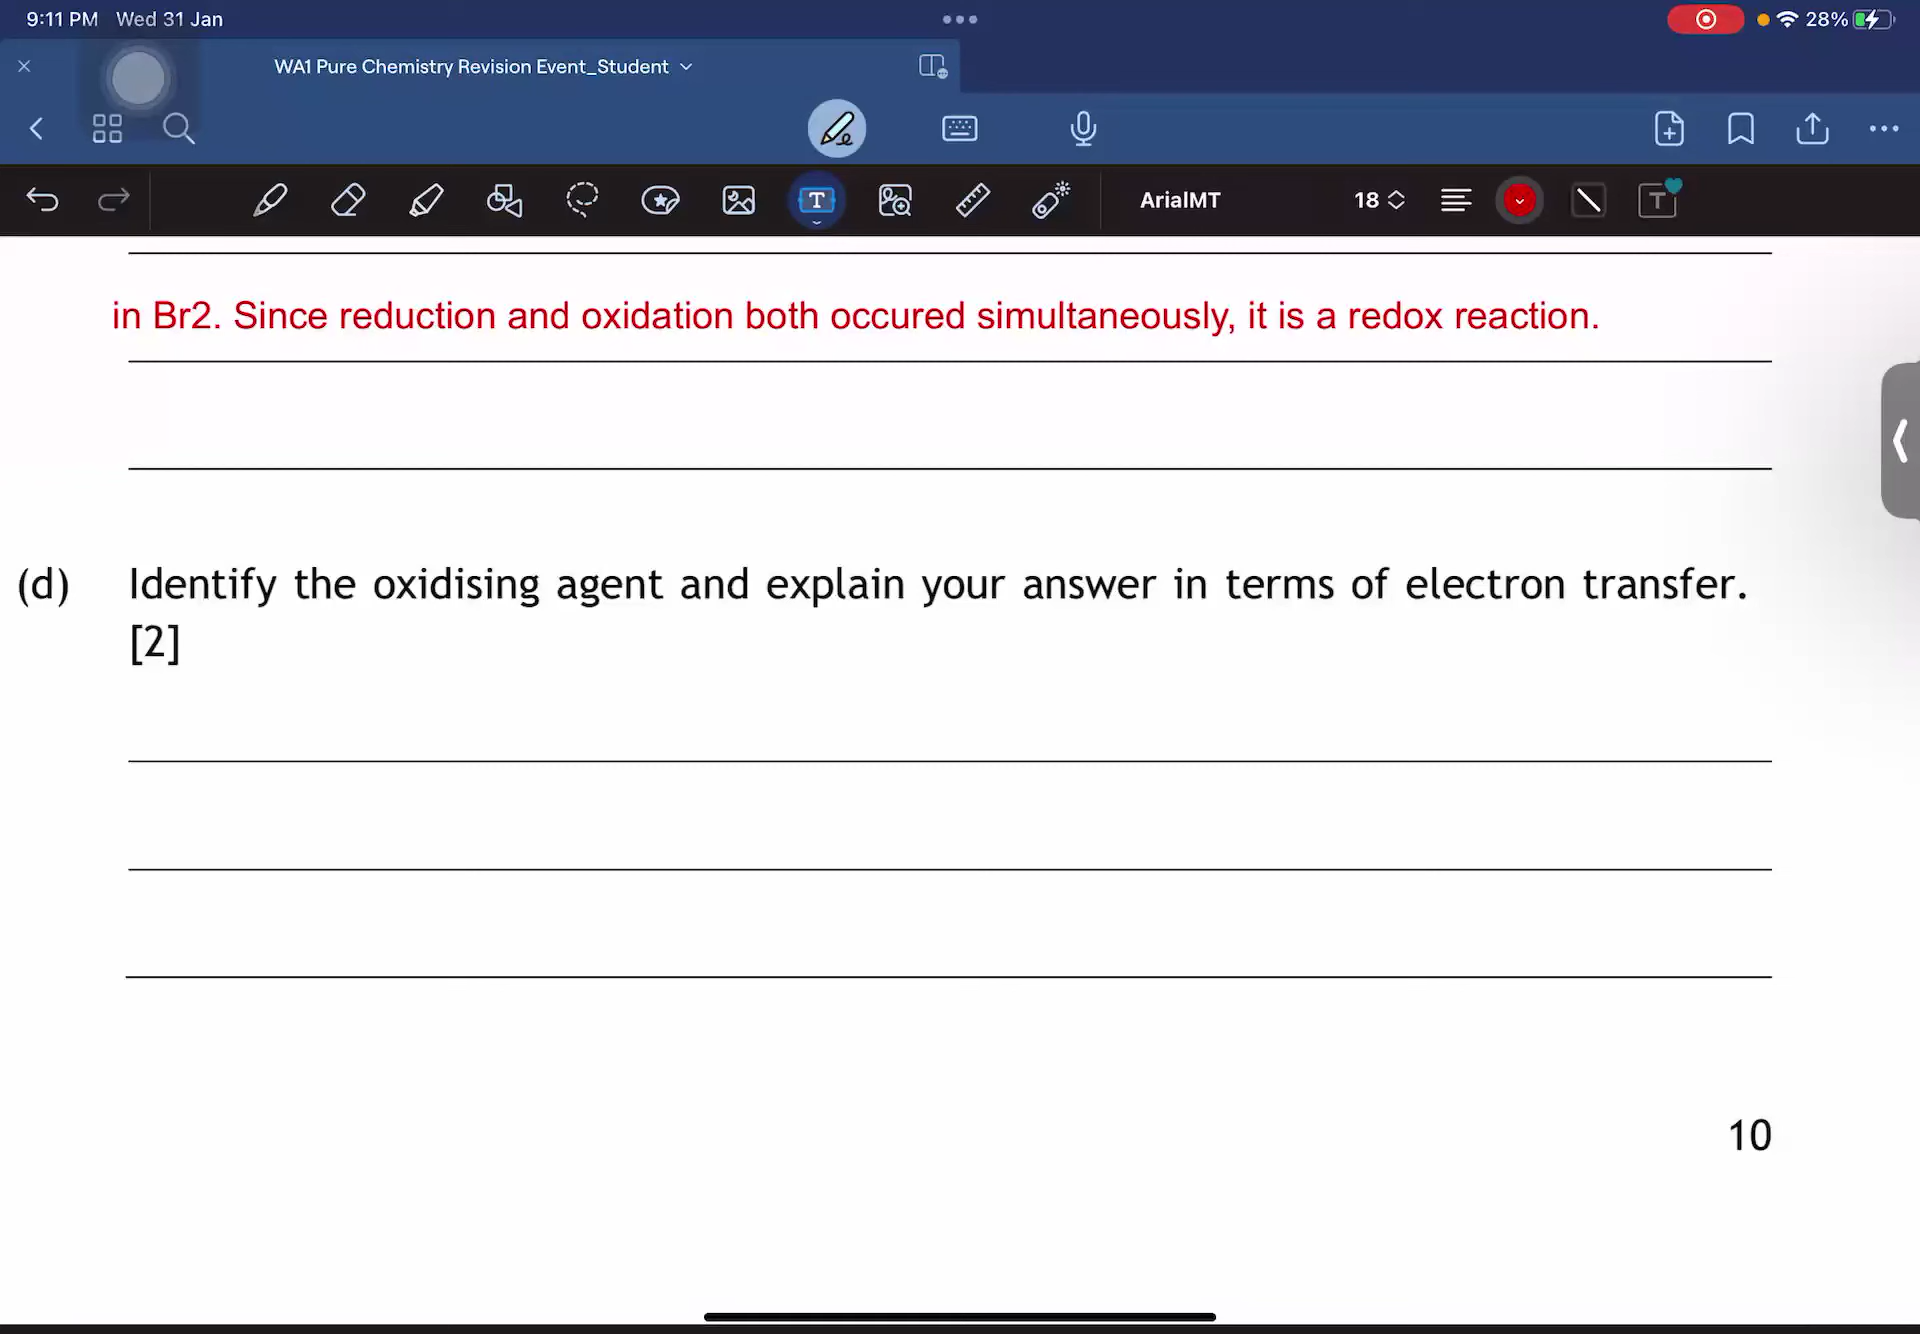 9:11 PM Wed 31 Jan
28%
WA1 Pure Chemistry Revision Event_Student
ArialMT
18
in Br2. Since reduction and oxidation both occured simultaneously, it is a redox reaction.
(d) Identify the oxidising agent and explain your answer in terms of electron transfer.
[2]
10